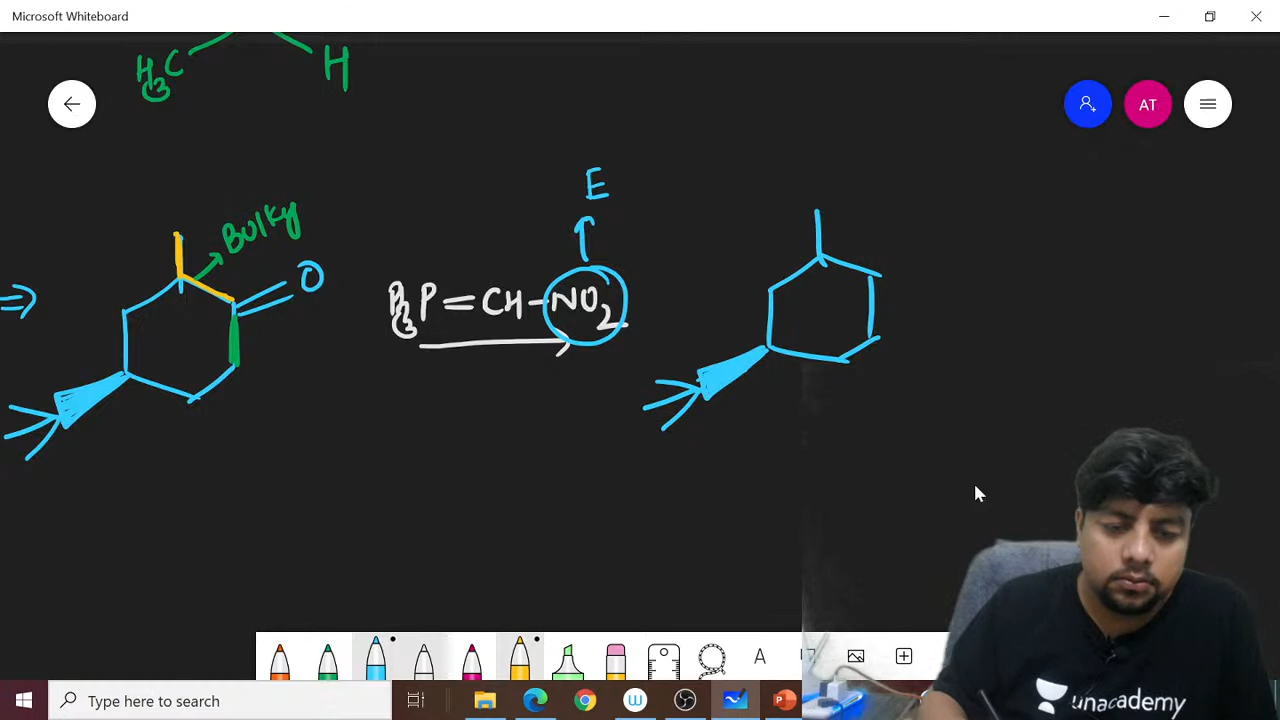 Microsoft Whiteboard
H3C H
AT
E
Bulky
O
Ph3P=CH-NO2
A
unacademy
Type here to search